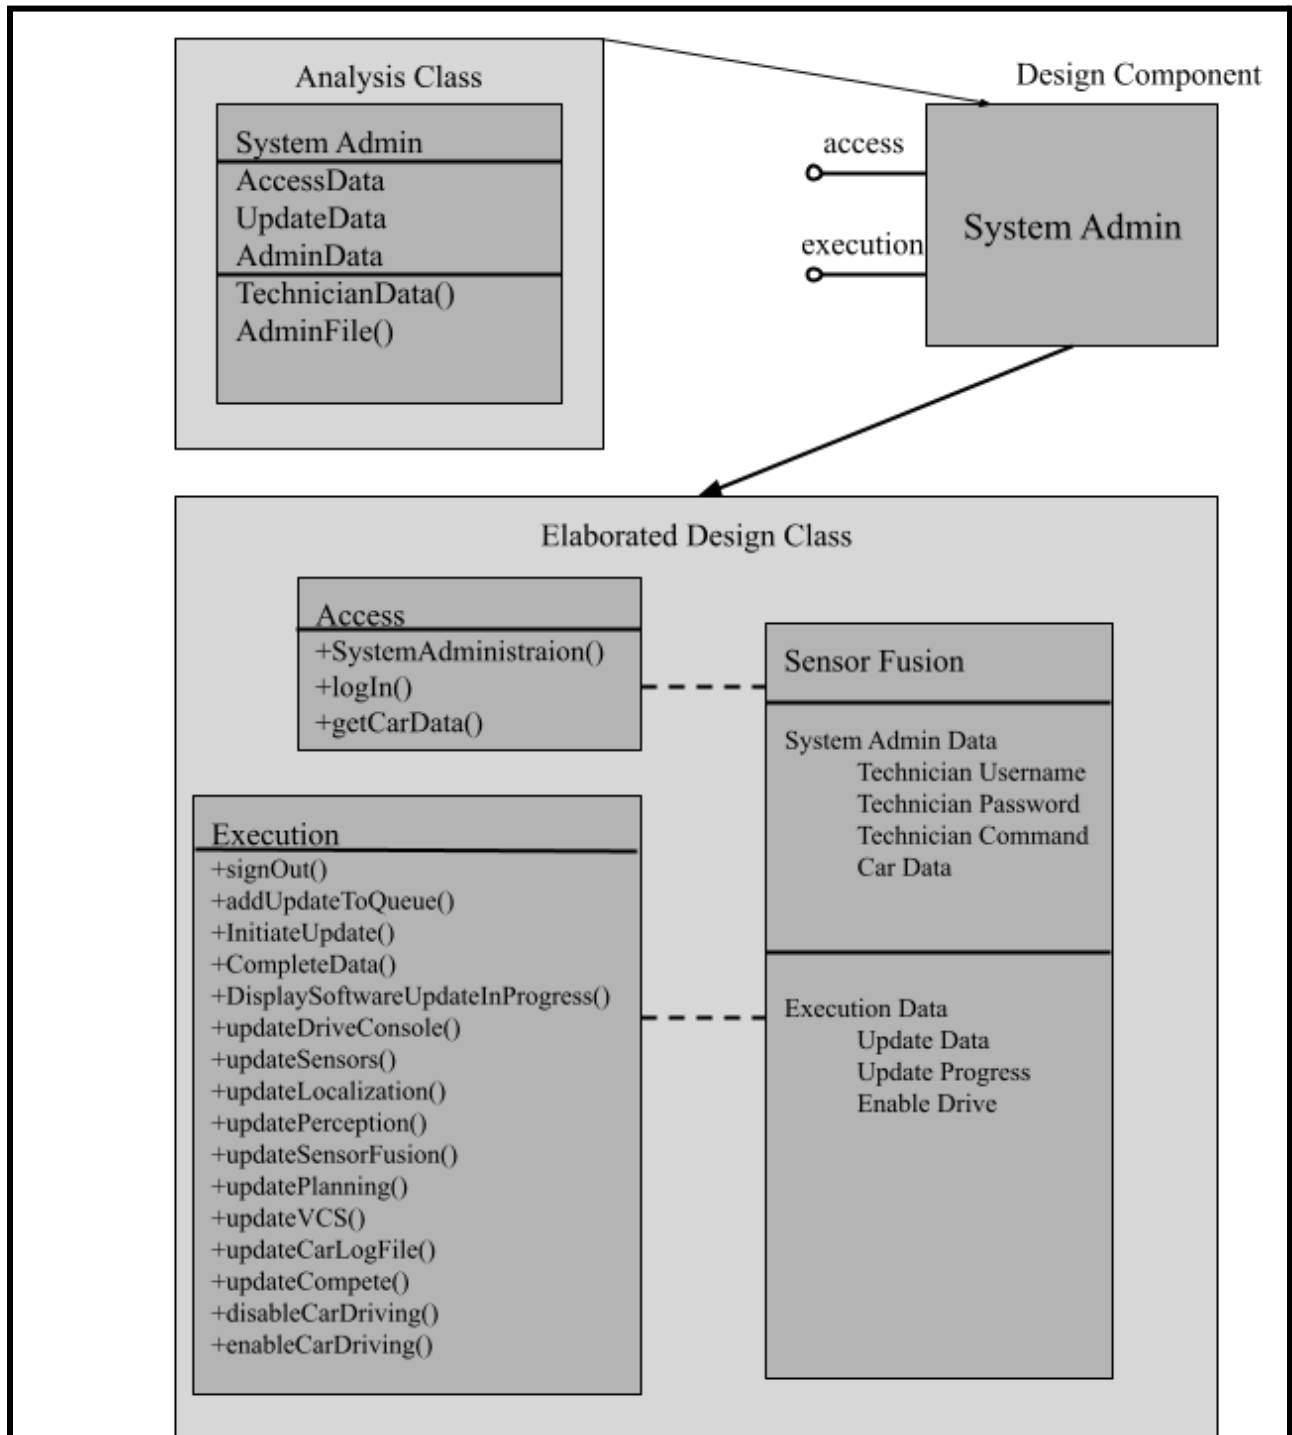 Analysis Class
System Admin
AccessData
UpdateData
AdminData
TechnicianData()
AdminFile()
Design Component
access
execution
System Admin
Elaborated Design Class
Access
+SystemAdministraion()
+logIn()
+getCarData()
Execution
+signOut()
+addUpdateToQueue()
+InitiateUpdate()
+CompleteData()
+DisplaySoftwareUpdateInProgress()
+updateDriveConsole()
+updateSensors()
+updateLocalization()
+updatePerception()
+updateSensorFusion()
+updatePlanning()
+updateVCS()
+updateCarLogFile()
+updateCompete()
+disableCarDriving()
+enableCarDriving()
Sensor Fusion
System Admin Data
Technician Username
Technician Password
Technician Command
Car Data
Execution Data
Update Data
Update Progress
Enable Drive